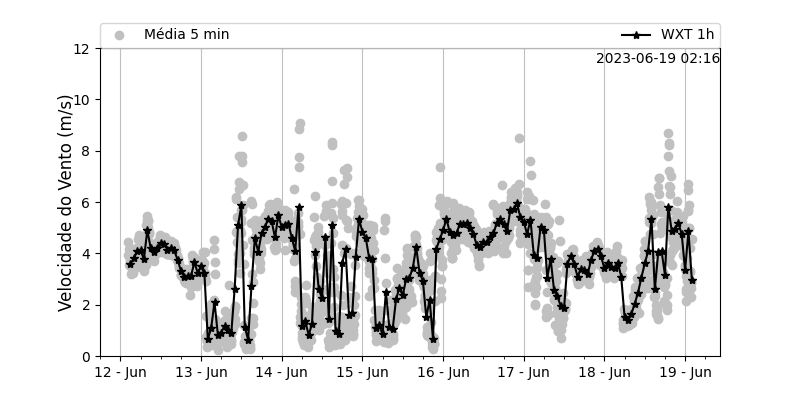 Média 5 min
WXT 1h
2023-06-19 02:16
Velocidade do Vento (m/s)
12
10
8
6
4
2
0
12 - Jun
13 - Jun
14 - Jun
15 - Jun
16 - Jun
17 - Jun
18 - Jun
19 - Jun